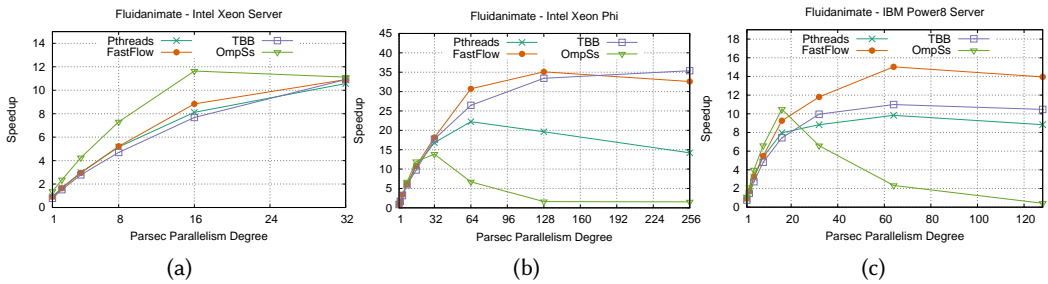 Fluidanimate - Intel Xeon Server
Pthreads
FastFlow
TBB
OmpSs
14
12
10
8
6
4
2
0
Speedup
1
8
16
24
32
Parsec Parallelism Degree
(a)
Fluidanimate - Intel Xeon Phi
Pthreads
FastFlow
TBB
OmpSs
45
40
35
30
25
20
15
10
5
0
Speedup
1
32
64
96
128
160
192
224
256
Parsec Parallelism Degree
(b)
Fluidanimate - IBM Power8 Server
Pthreads
FastFlow
TBB
OmpSs
18
16
14
12
10
8
6
4
2
0
Speedup
1
20
40
60
80
100
120
Parsec Parallelism Degree
(c)